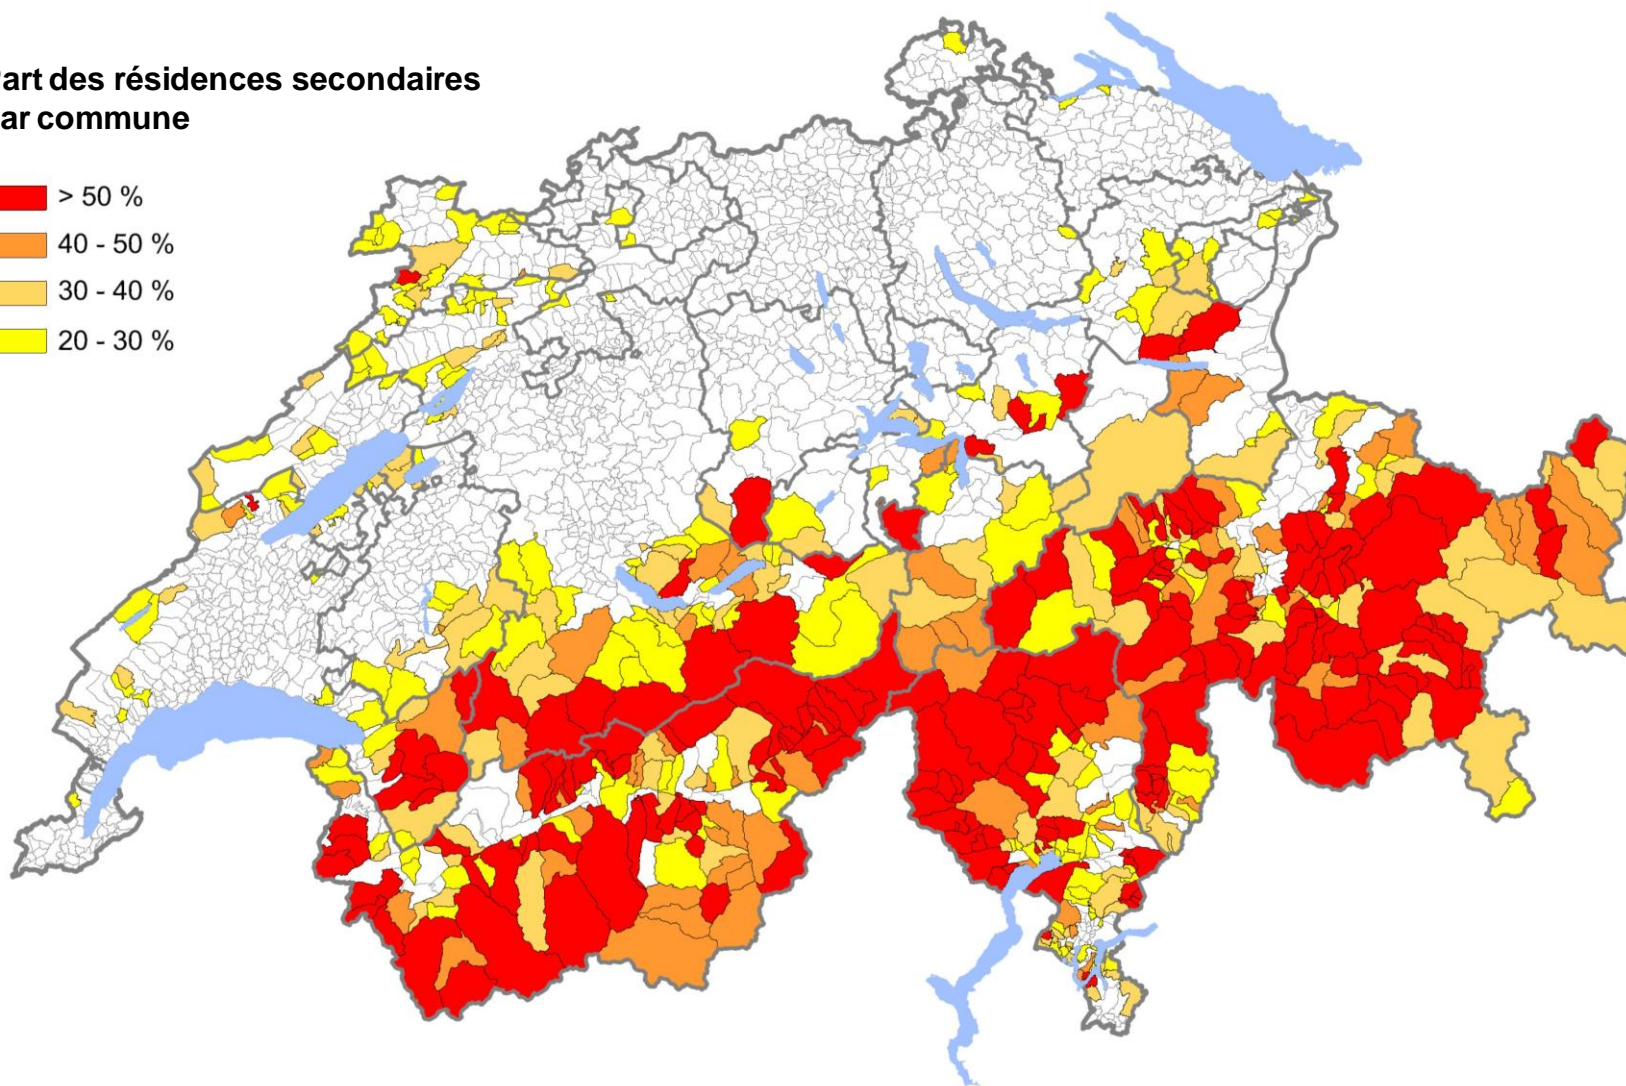 art des résidences secondaires
ar commune
> 50 %
40 - 50 %
30 - 40 %
20 - 30 %